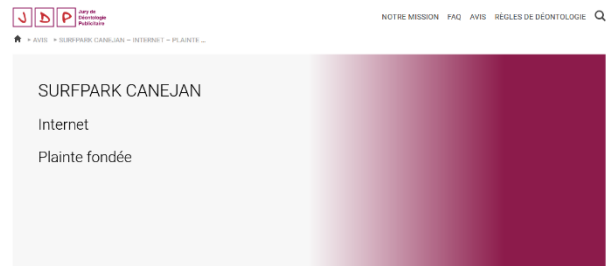 JDP Jury de
Déontologie
Publicitaire
NOTRE MISSION FAQ AVIS RÈGLES DE DÉONTOLOGIE
» AVIS » SURFPARK CANEJAN – INTERNET – PLAINTE ...
SURFPARK CANEJAN
Internet
Plainte fondée